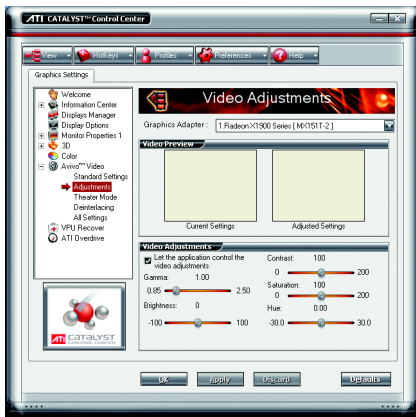 ATI CATALYST™ Control Center
View Hotkeys Profiles Preferences Help
Graphics Settings
Welcome
Information Center
Displays Manager
Display Options
Monitor Properties 1
3D
Color
Avivo™ Video
Standard Settings
Adjustments
Theater Mode
Deinterlacing
All Settings
VPU Recover
ATI Overdrive
ATI CATALYST
CONTROL CENTER
Video Adjustments
Graphics Adapter : 1.Radeon X1900 Series [ MX151T-2 ]
Video Preview
Current Settings Adjusted Settings
Video Adjustments
Let the application control the
video adjustments
Gamma: 1.00
0.85 2.50
Brightness: 0
-100 100
Contrast: 100
0 200
Saturation: 100
0 200
Hue: 0.00
-30.0 30.0
OK Apply Discard Defaults